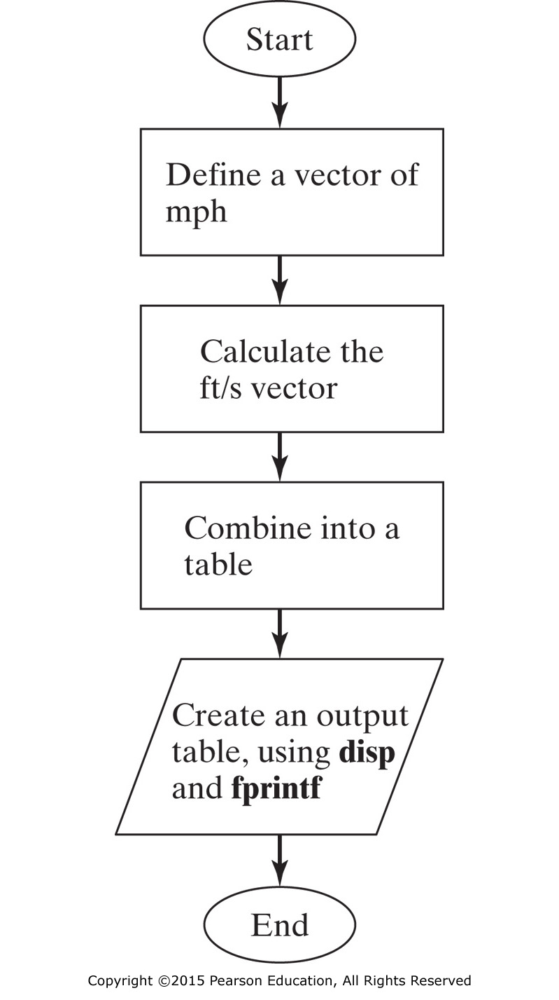 Start
Define a vector of
mph
Calculate the
ft/s vector
Combine into a
table
Create an output
table, using disp
and fprintf
End
Copyright ©2015 Pearson Education, All Rights Reserved